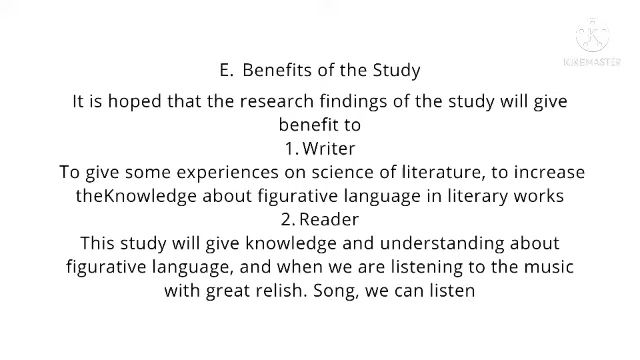 KINEMASTER
E. Benefits of the Study
It is hoped that the research findings of the study will give
benefit to
1. Writer
To give some experiences on science of literature, to increase
theKnowledge about figurative language in literary works
2. Reader
This study will give knowledge and understanding about
figurative language, and when we are listening to the music
with great relish. Song, we can listen